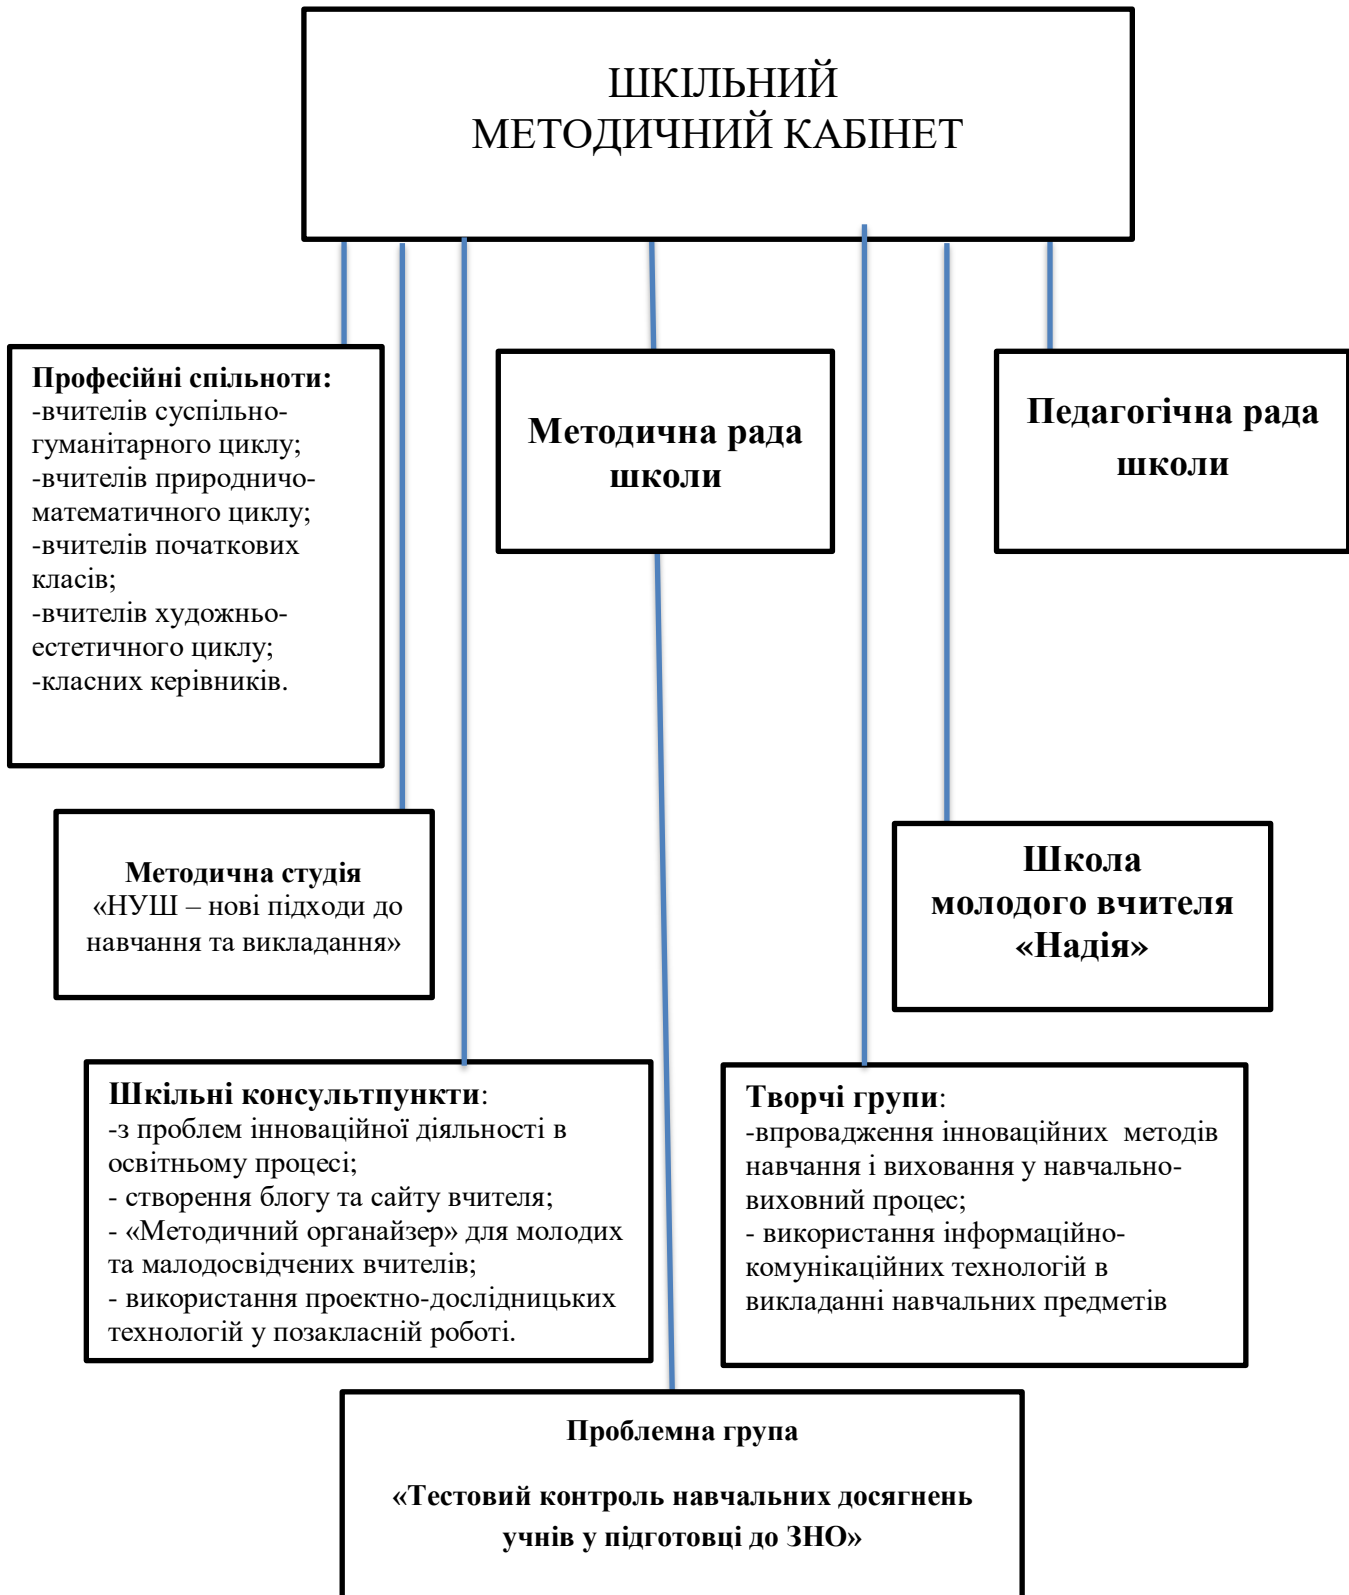 ШКІЛЬНИЙ
МЕТОДИЧНИЙ КАБІНЕТ
Професійні спільноти:
-вчителів суспільно-
гуманітарного циклу;
-вчителів природничо-
математичного циклу;
-вчителів початкових
класів;
-вчителів художньо-
естетичного циклу;
-класних керівників.
Методична рада
школи
Педагогічна рада
школи
Методична студія
«НУШ – нові підходи до
навчання та викладання»
Школа
молодого вчителя
«Надія»
Шкільні консультпункти:
-з проблем інноваційної діяльності в
освітньому процесі;
- створення блогу та сайту вчителя;
- «Методичний органайзер» для молодих
та малодосвідчених вчителів;
- використання проектно-дослідницьких
технологій у позакласній роботі.
Творчі групи:
-впровадження інноваційних  методів
навчання і виховання у навчально-
виховний процес;
- використання інформаційно-
комунікаційних технологій в
викладанні навчальних предметів
Проблемна група
«Тестовий контроль навчальних досягнень
учнів у підготовці до ЗНО»